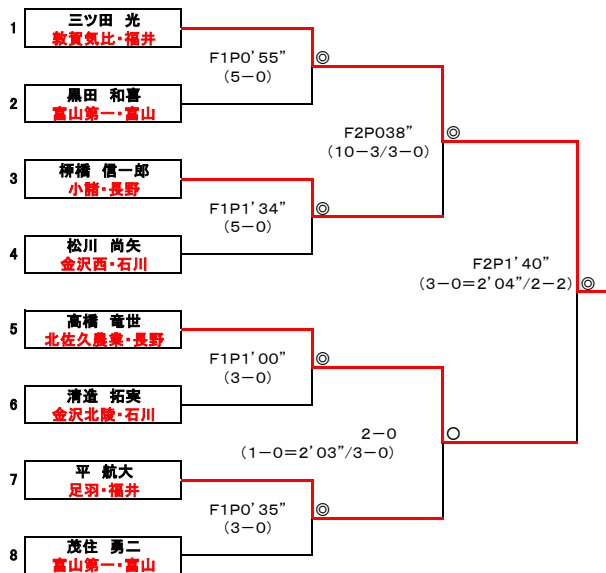 1
三ツ田 光
敦賀気比・福井
F1P0'55”
(5-0)
◎
2
黒田 和喜
富山第一・富山
F2P038”
(10-3/3-0)
◎
3
柳橋 信一郎
小諸・長野
F1P1'34”
(5-0)
◎
4
松川 尚矢
金沢西・石川
F2P1'40”
(3-0=2'04”/2-2)
◎
5
高橋 竜世
北佐久農業・長野
F1P1'00”
(3-0)
◎
6
清造 拓実
金沢北陵・石川
2-0
(1-0=2'03”/3-0)
○
7
平 航大
足羽・福井
F1P0'35”
(3-0)
◎
8
茂住 勇二
富山第一・富山